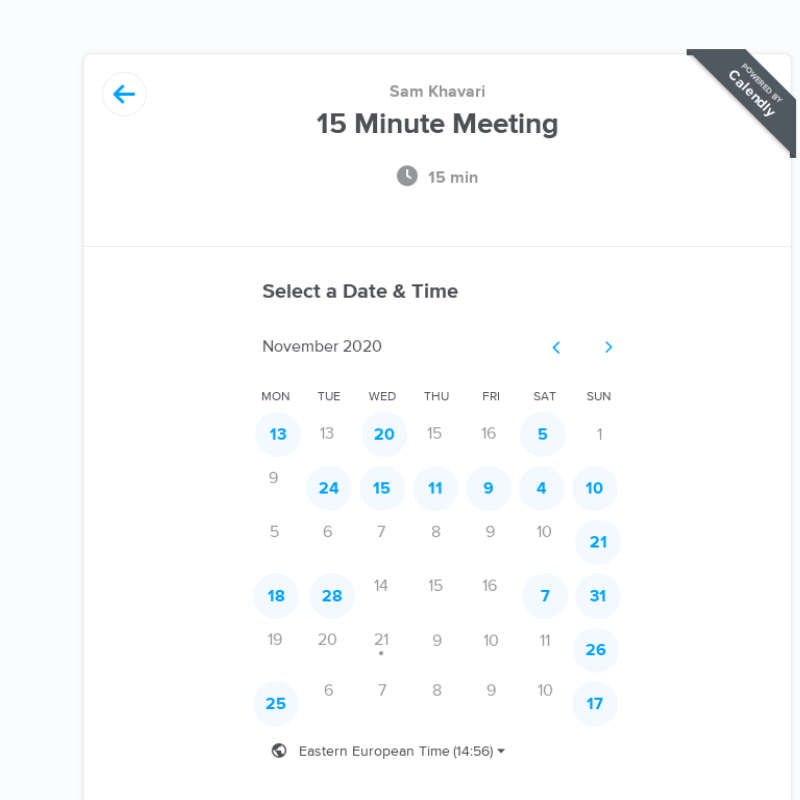 POWERED BY
Calendly
Sam Khavari
15 Minute Meeting
15 min
Select a Date & Time
November 2020
MON TUE WED THU FRI SAT SUN
13 13 20 15 16 5 1
9 24 15 11 9 4 10
5 6 7 8 9 10 21
18 28 14 15 16 7 31
19 20 21 9 10 11 26
25 6 7 8 9 10 17
Eastern European Time (14:56)